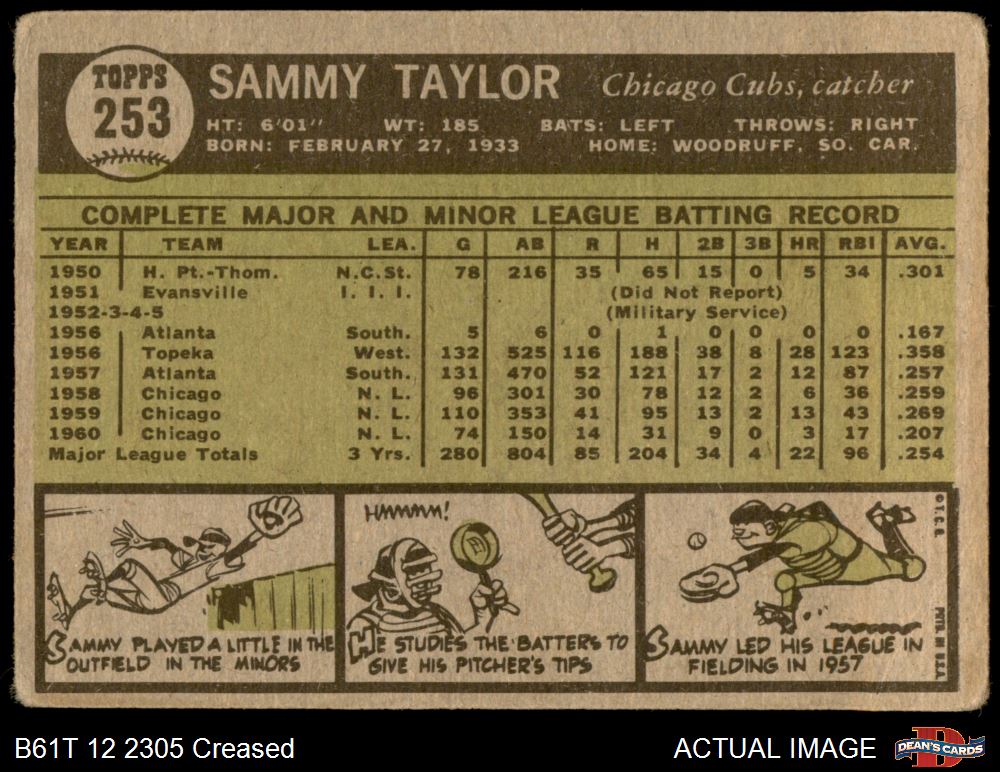 TOPPS
253
SAMMY TAYLOR Chicago Cubs, catcher
HT: 6'01" WT: 185 BATS: LEFT THROWS: RIGHT
BORN: FEBRUARY 27, 1933 HOME: WOODRUFF, SO. CAR.
COMPLETE MAJOR AND MINOR LEAGUE BATTING RECORD
YEAR TEAM LEA. G AB R H 2B 3B HR RBI AVG.
1950 H. Pt.-Thom. N.C.St. 78 216 35 65 15 0 5 34 .301
1951 Evansville I. I. I. (Did Not Report)
1952-3-4-5 (Military Service)
1956 Atlanta South. 5 6 0 1 0 0 0 0 .167
1956 Topeka West. 132 525 116 188 38 8 28 123 .358
1957 Atlanta South. 131 470 52 121 17 2 12 87 .257
1958 Chicago N. L. 96 301 30 78 12 2 6 36 .259
1959 Chicago N. L. 110 353 41 95 13 2 13 43 .269
1960 Chicago N. L. 74 150 14 31 9 0 3 17 .207
Major League Totals 3 Yrs. 280 804 85 204 34 4 22 96 .254
SAMMY PLAYED A LITTLE IN THE
OUTFIELD IN THE MINORS
HMMMM!
HE STUDIES THE BATTERS TO
GIVE HIS PITCHER'S TIPS
SAMMY LED HIS LEAGUE IN
FIELDING IN 1957
© T. C. G.
PRTD. IN U.S.A.
B61T 12 2305 Creased
ACTUAL IMAGE
D
DEAN'S CARDS